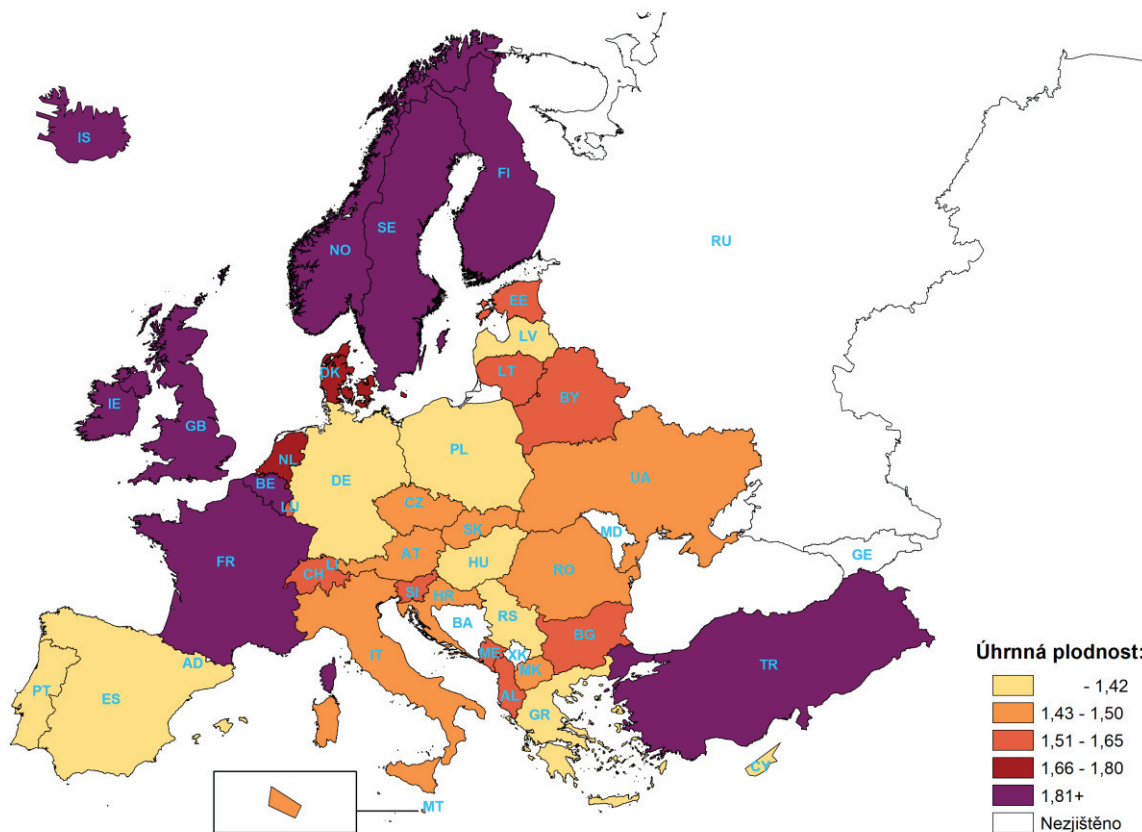 IS
FI
SE
NO
RU
EE
LV
LT
DK
BY
IE
GB
NL
PL
BE
DE
UA
LU
CZ
SK
MD
FR
AT
GE
CH
LI
HU
RO
SI
HR
RS
BA
BG
IT
ME
XK
MK
AD
TR
PT
ES
AL
GR
CY
MT
Úhrnná plodnost:
- 1,42
1,43 - 1,50
1,51 - 1,65
1,66 - 1,80
1,81+
Nezjištěno